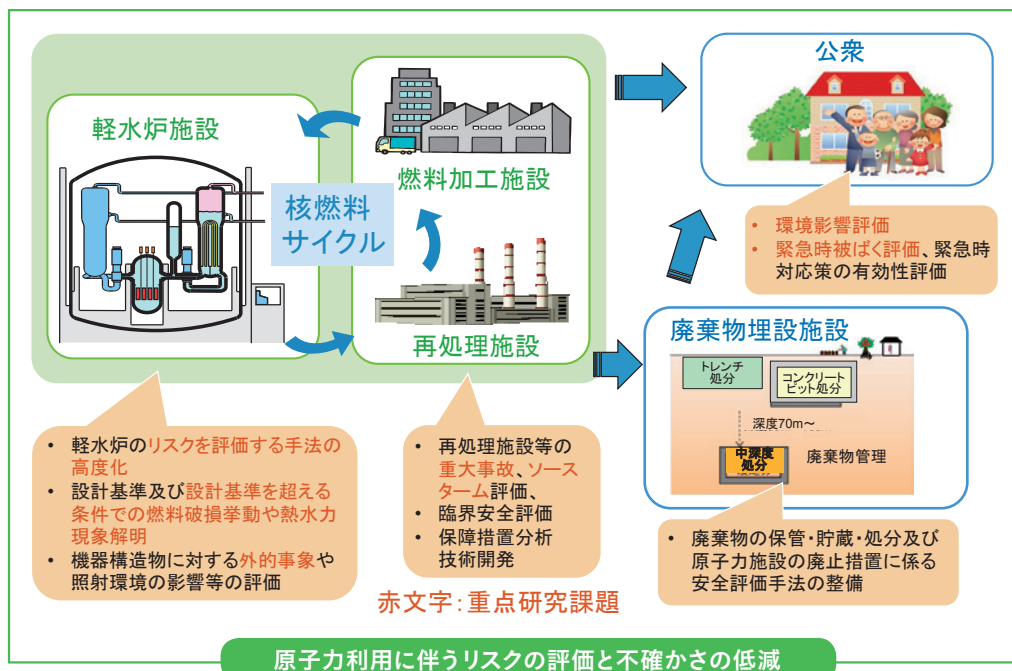 公衆
軽水炉施設
燃料加工施設
核燃料
サイクル
再処理施設
・ 環境影響評価
・ 緊急時被ばく評価、緊急時
対応策の有効性評価
廃棄物埋設施設
トレンチ
処分
コンクリート
ピット処分
深度70m～
中深度
処分
廃棄物管理
・ 軽水炉のリスクを評価する手法の
高度化
・ 設計基準及び設計基準を超える
条件での燃料破損挙動や熱水力
現象解明
・ 機器構造物に対する外的事象や
照射環境の影響等の評価
・ 再処理施設等の
重大事故、ソース
ターム評価、
・ 臨界安全評価
・ 保障措置分析
技術開発
・ 廃棄物の保管・貯蔵・処分及び
原子力施設の廃止措置に係る
安全評価手法の整備
赤文字：重点研究課題
原子力利用に伴うリスクの評価と不確かさの低減